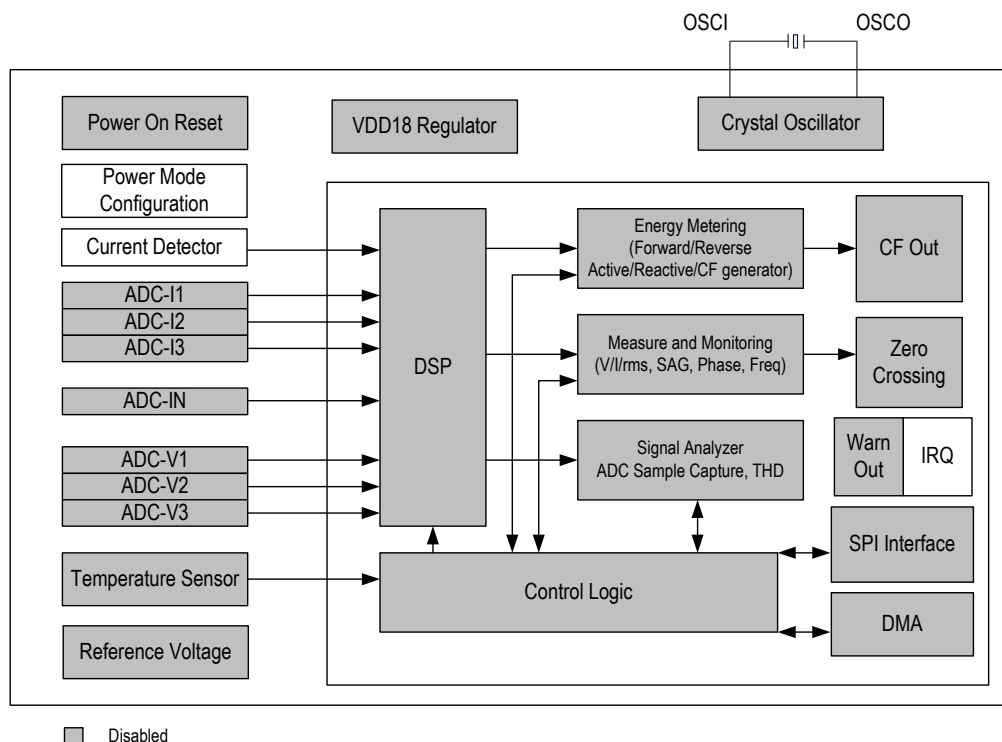 OSCI
OSCO
Power On Reset
VDD18 Regulator
Crystal Oscillator
Power Mode
Configuration
Current Detector
ADC-I1
ADC-I2
ADC-I3
ADC-IN
ADC-V1
ADC-V2
ADC-V3
Temperature Sensor
Reference Voltage
DSP
Energy Metering
(Forward/Reverse
Active/Reactive/CF generator)
Measure and Monitoring
(V/I/rms, SAG, Phase, Freq)
Signal Analyzer
ADC Sample Capture, THD
Control Logic
CF Out
Zero
Crossing
Warn
Out
IRQ
SPI Interface
DMA
Disabled